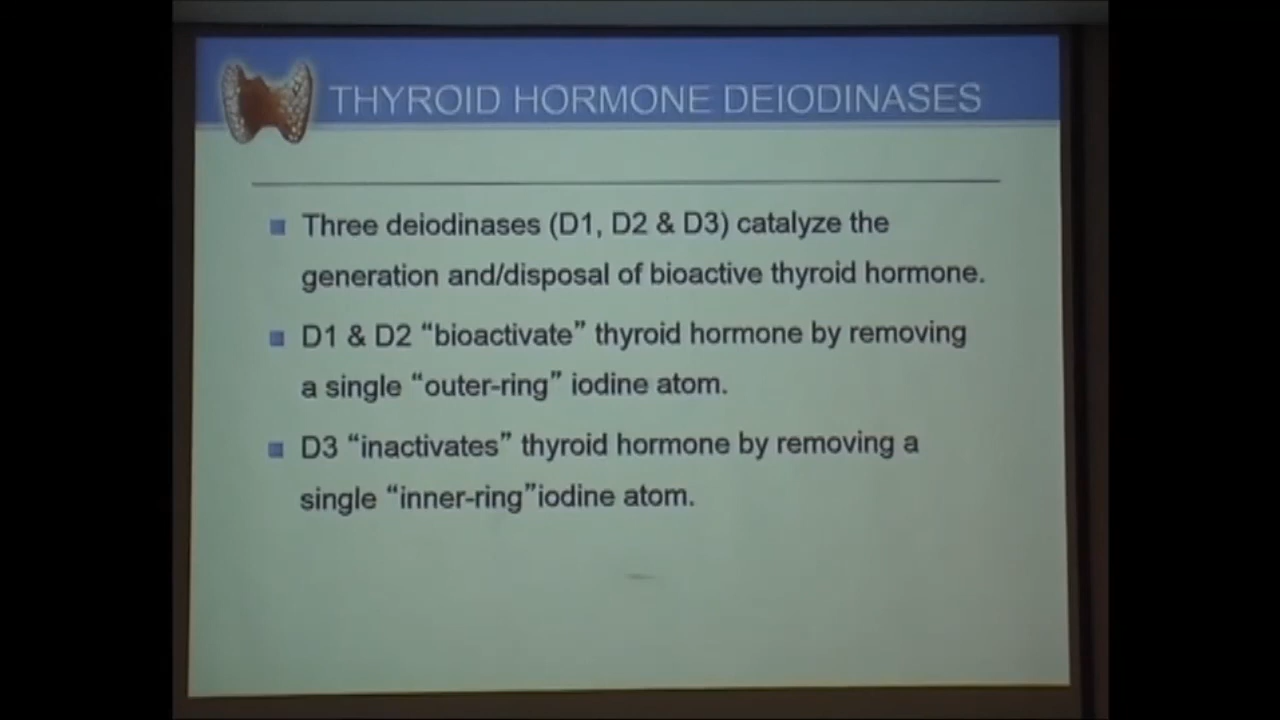 THYROID HORMONE DEIODINASES
Three deiodinases (D1, D2 & D3) catalyze the
generation and/disposal of bioactive thyroid hormone.
D1 & D2 “bioactivate” thyroid hormone by removing
a single “outer-ring” iodine atom.
D3 “inactivates” thyroid hormone by removing a
single “inner-ring”iodine atom.